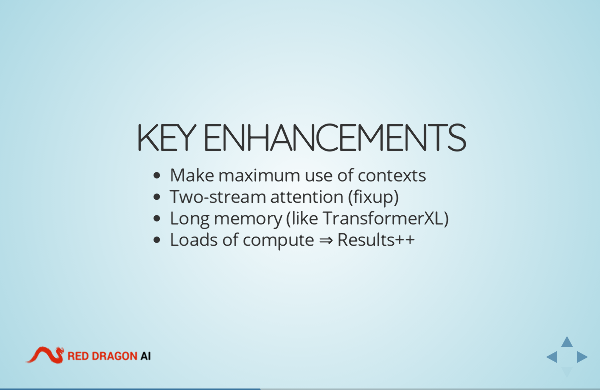 KEY ENHANCEMENTS
• Make maximum use of contexts
• Two-stream attention (fixup)
• Long memory (like TransformerXL)
• Loads of compute ⇒ Results++
RED DRAGON AI